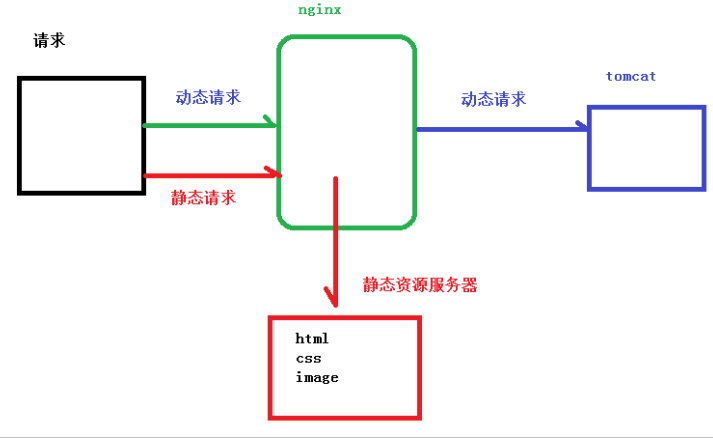 nginx
请求
动态请求
动态请求
tomcat
静态请求
静态资源服务器
html
css
image